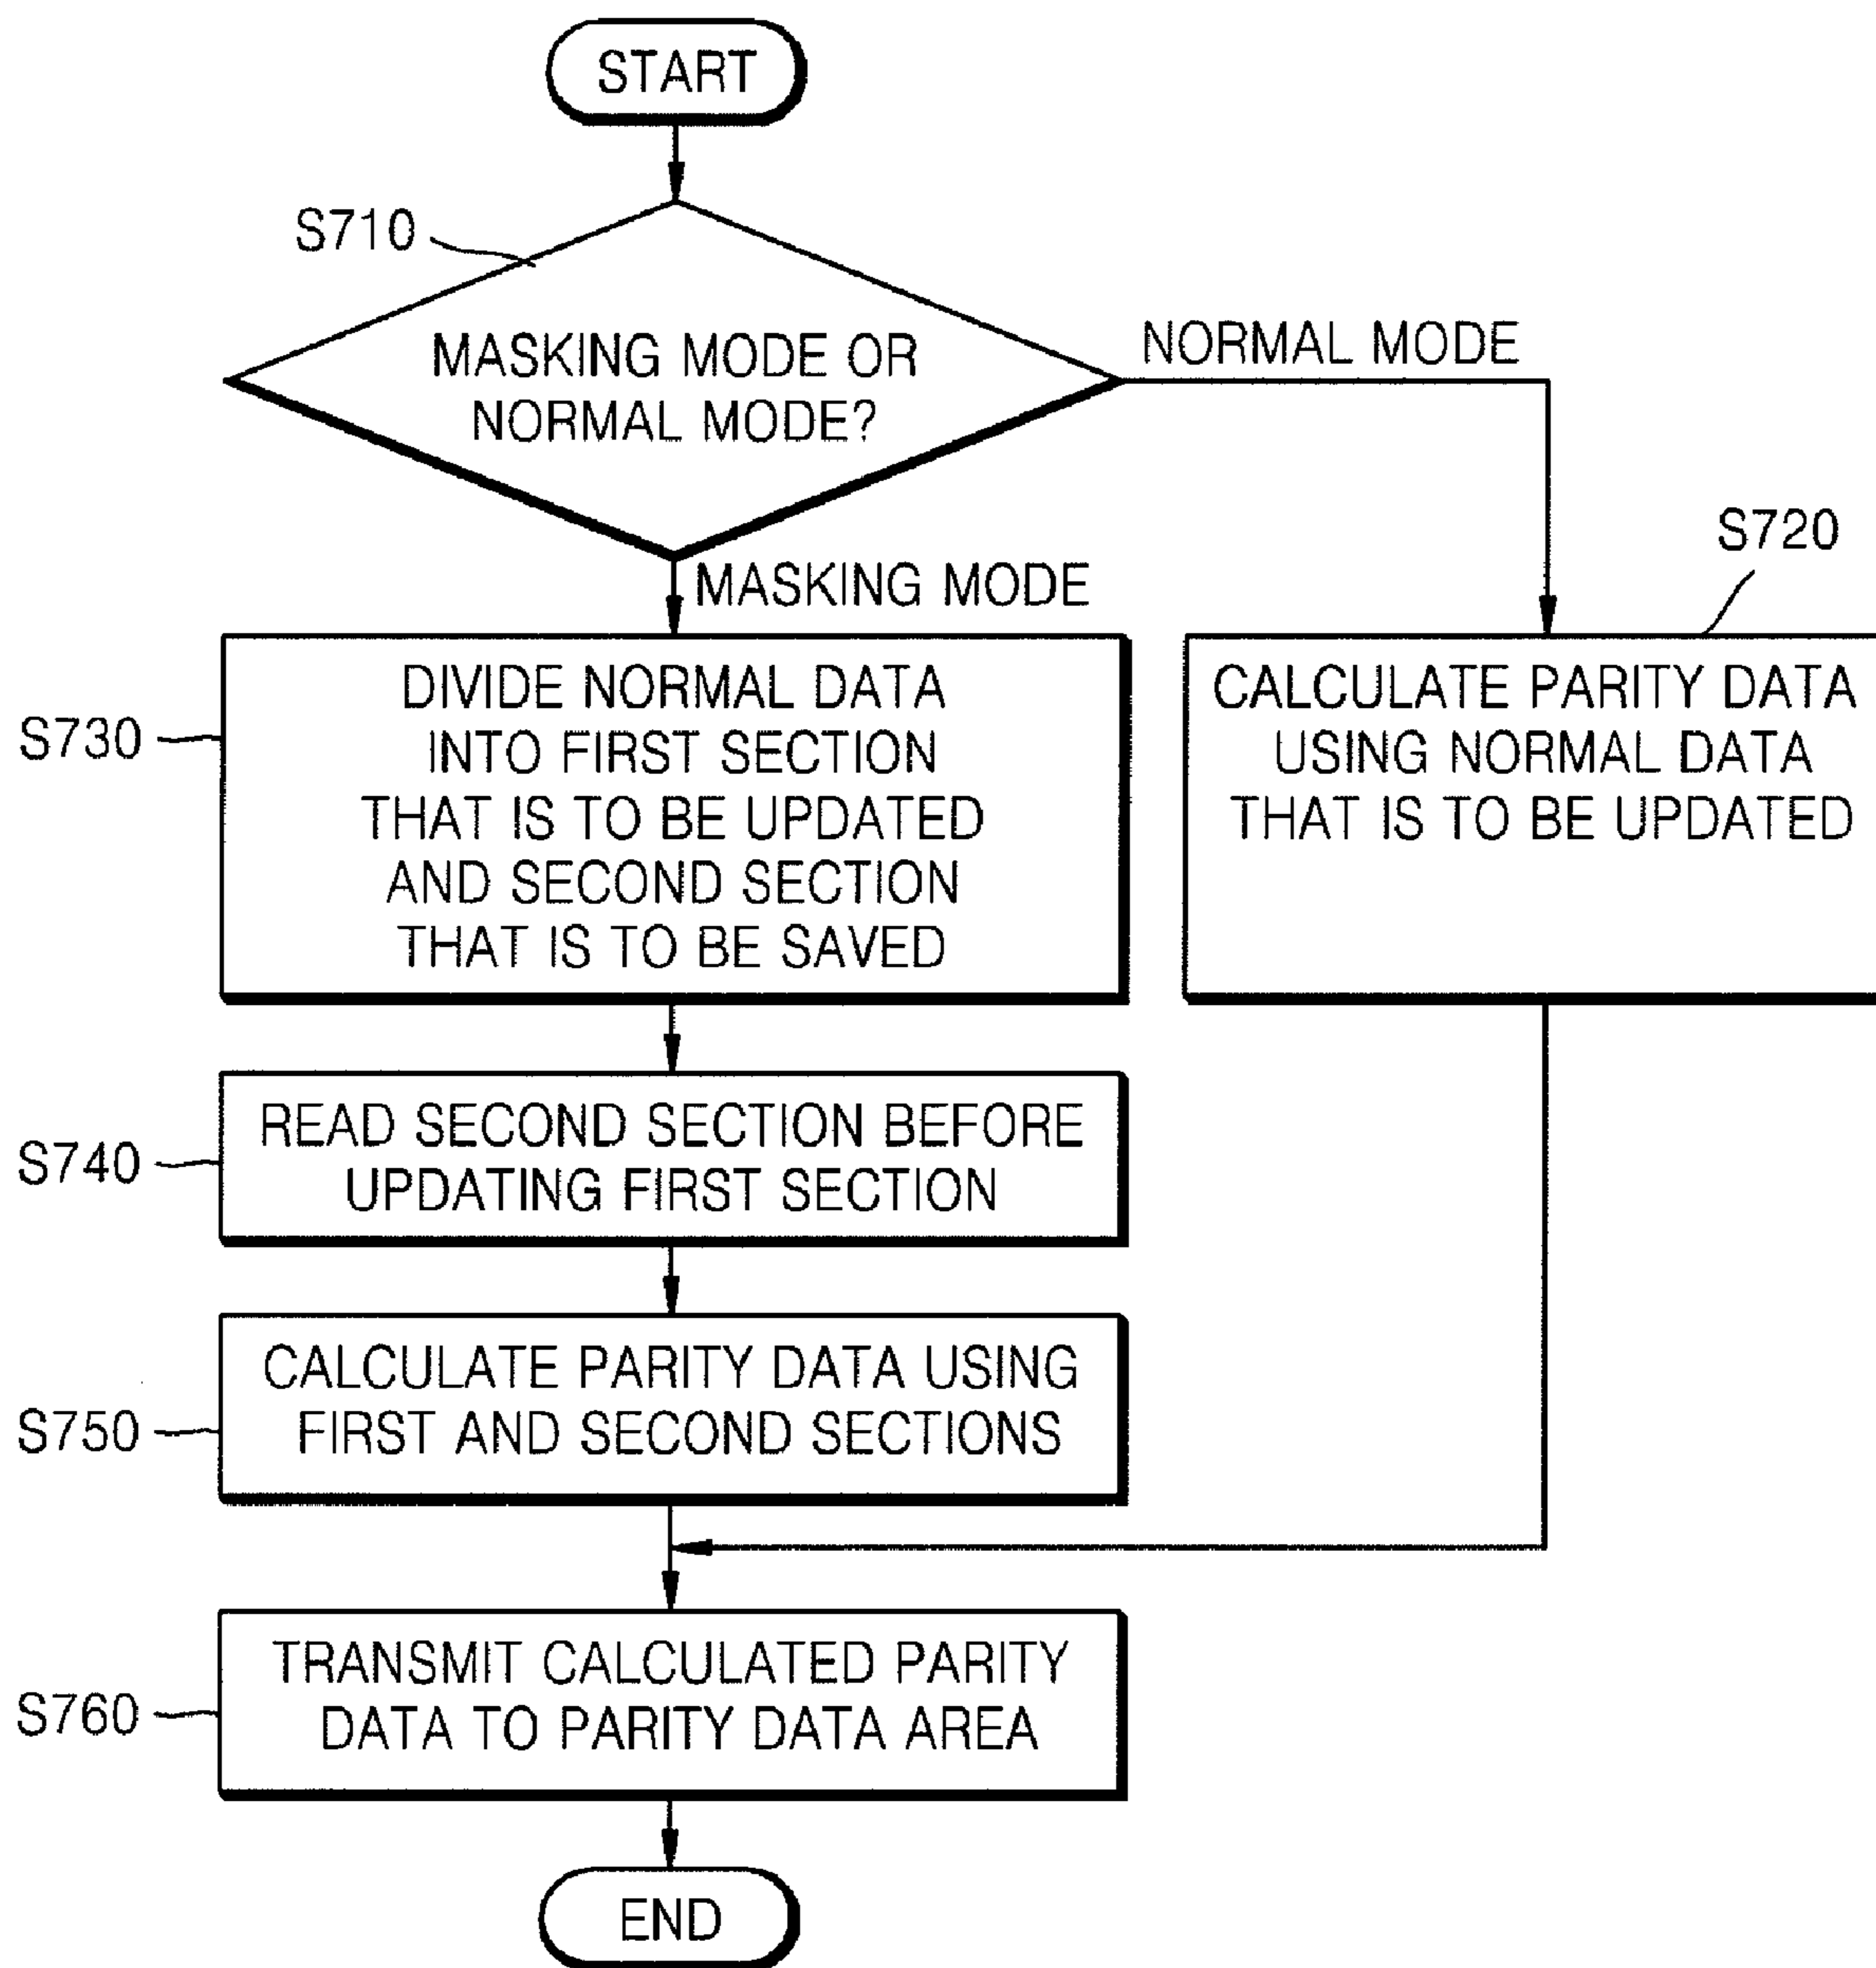 START
S710
MASKING MODE OR
NORMAL MODE?
NORMAL MODE
MASKING MODE
S720
S730
DIVIDE NORMAL DATA
INTO FIRST SECTION
THAT IS TO BE UPDATED
AND SECOND SECTION
THAT IS TO BE SAVED
CALCULATE PARITY DATA
USING NORMAL DATA
THAT IS TO BE UPDATED
S740
READ SECOND SECTION BEFORE
UPDATING FIRST SECTION
S750
CALCULATE PARITY DATA USING
FIRST AND SECOND SECTIONS
S760
TRANSMIT CALCULATED PARITY
DATA TO PARITY DATA AREA
END